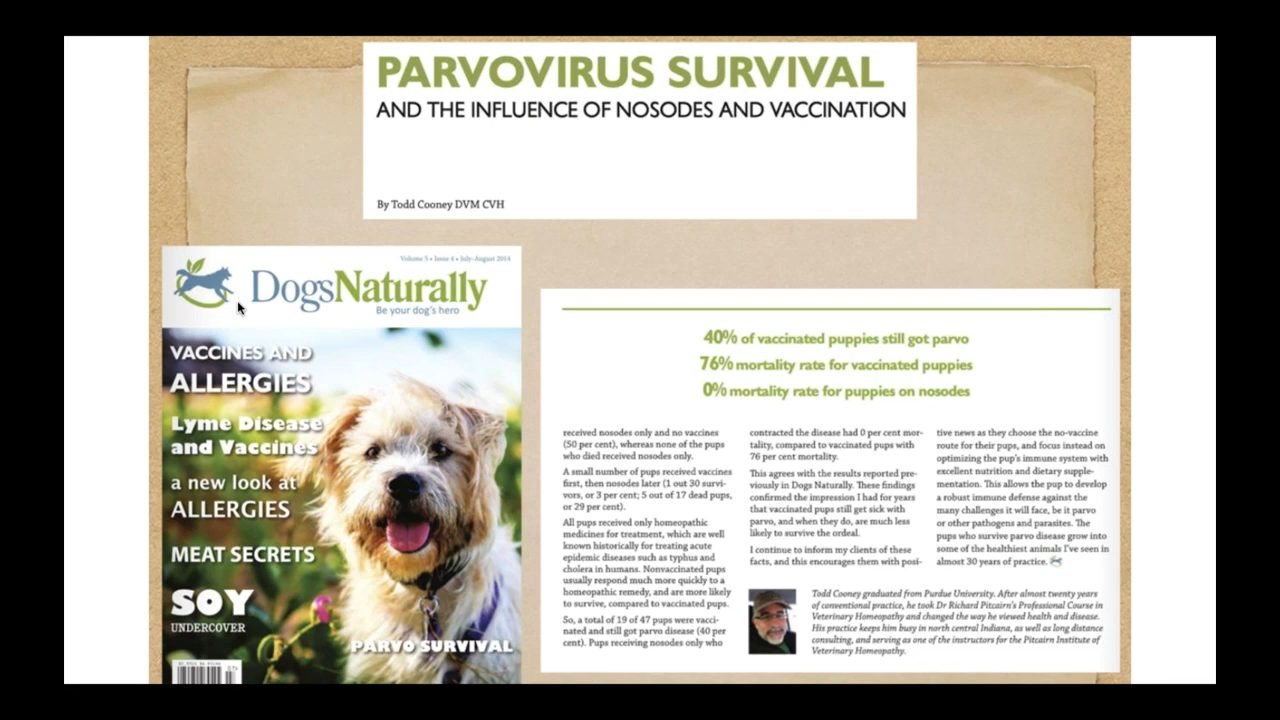 PARVOVIRUS SURVIVAL
AND THE INFLUENCE OF NOSODES AND VACCINATION
By Todd Cooney DVM CVH
Volume 5 • Issue 4 • July-August 2014
DogsNaturally
Be your dog's hero
VACCINES AND
ALLERGIES
Lyme Disease
and Vaccines
a new look at
ALLERGIES
MEAT SECRETS
SOY
UNDERCOVER
PARVO SURVIVAL
40% of vaccinated puppies still got parvo
76% mortality rate for vaccinated puppies
0% mortality rate for puppies on nosodes
received nosodes only and no vaccines
(50 per cent), whereas none of the pups
who died received nosodes only.
A small number of pups received vaccines
first, then nosodes later (1 out 30 survi-
vors, or 3 per cent; 5 out of 17 dead pups,
or 29 per cent).
All pups received only homeopathic
medicines for treatment, which are well
known historically for treating acute
epidemic diseases such as typhus and
cholera in humans. Nonvaccinated pups
usually respond much more quickly to a
homeopathic remedy, and are more likely
to survive, compared to vaccinated pups.
So, a total of 19 of 47 pups were vacci-
nated and still got parvo disease (40 per
cent). Pups receiving nosodes only who
contracted the disease had 0 per cent mor-
tality, compared to vaccinated pups with
76 per cent mortality.
This agrees with the results reported pre-
viously in Dogs Naturally. These findings
confirmed the impression I had for years
that vaccinated pups still get sick with
parvo, and when they do, are much less
likely to survive the ordeal.
I continue to inform my clients of these
facts, and this encourages them with posi-
tive news as they choose the no-vaccine
route for their pups, and focus instead on
optimizing the pup's immune system with
excellent nutrition and dietary supple-
mentation. This allows the pup to develop
a robust immune defense against the
many challenges it will face, be it parvo
or other pathogens and parasites. The
pups who survive parvo disease grow into
some of the healthiest animals I've seen in
almost 30 years of practice.
Todd Cooney graduated from Purdue University. After almost twenty years
of conventional practice, he took Dr Richard Pitcairn's Professional Course in
Veterinary Homeopathy and changed the way he viewed health and disease.
His practice keeps him busy in north central Indiana, as well as long distance
consulting, and serving as one of the instructors for the Pitcairn Institute of
Veterinary Homeopathy.